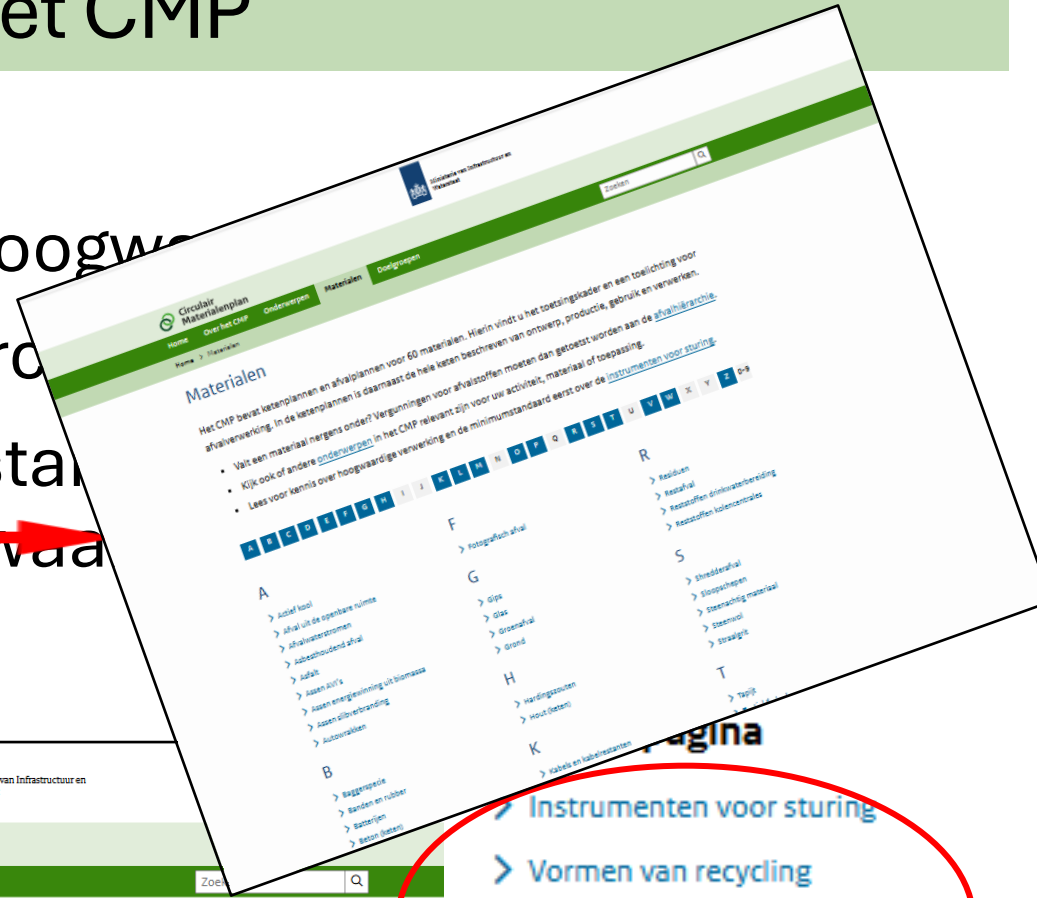 et CMP
Ministerie van Infrastructuur en
Waterstaat
Zoeken
Circulair
Materialenplan
Home Over het CMP Onderwerpen Materialen Doelgroepen
Home > Materialen
Materialen
Het CMP bevat ketenplannen en afvalplannen voor 60 materialen. Hierin vindt u het toetsingskader en een toelichting voor
afvalverwerking. In de ketenplannen is daarnaast de hele keten beschreven van ontwerp, productie, gebruik en verwerken.
• Valt een materiaal nergens onder? Vergunningen voor afvalstoffen moeten dan getoetst worden aan de afvalhiërarchie.
• Kijk ook of andere onderwerpen in het CMP relevant zijn voor uw activiteit, materiaal of toepassing.
• Lees voor kennis over hoogwaardige verwerking en de minimumstandaard eerst over de instrumenten voor sturing.
A B C D E F G H I J K L M N O P Q R S T U V W X Y Z 0-9
A
> Actief kool
> Afval uit de openbare ruimte
> Afvalwaterstromen
> Asbesthoudend afval
> Asfalt
> Assen AVI's
> Assen energiewinning uit biomassa
> Assen slibverbranding
> Autowrakken
B
> Baggerspecie
> Banden en rubber
> Batterijen
> Beton (keten)
F
> Fotografisch afval
G
> Gips
> Glas
> Groenafval
> Grond
H
> Hardingszouten
> Hout (keten)
K
> Kabels en kabelrestanten
R
> Residuen
> Restafval
> Reststoffen drinkwaterbereiding
> Reststoffen kolencentrales
S
> Shredderafval
> Sloopschepen
> Steenachtig materiaal
> Steenwol
> Straalgrit
T
> Tapijt
oogwa
sta
waa
van Infrastructuur en
Zoe
pagina
> Instrumenten voor sturing
> Vormen van recycling